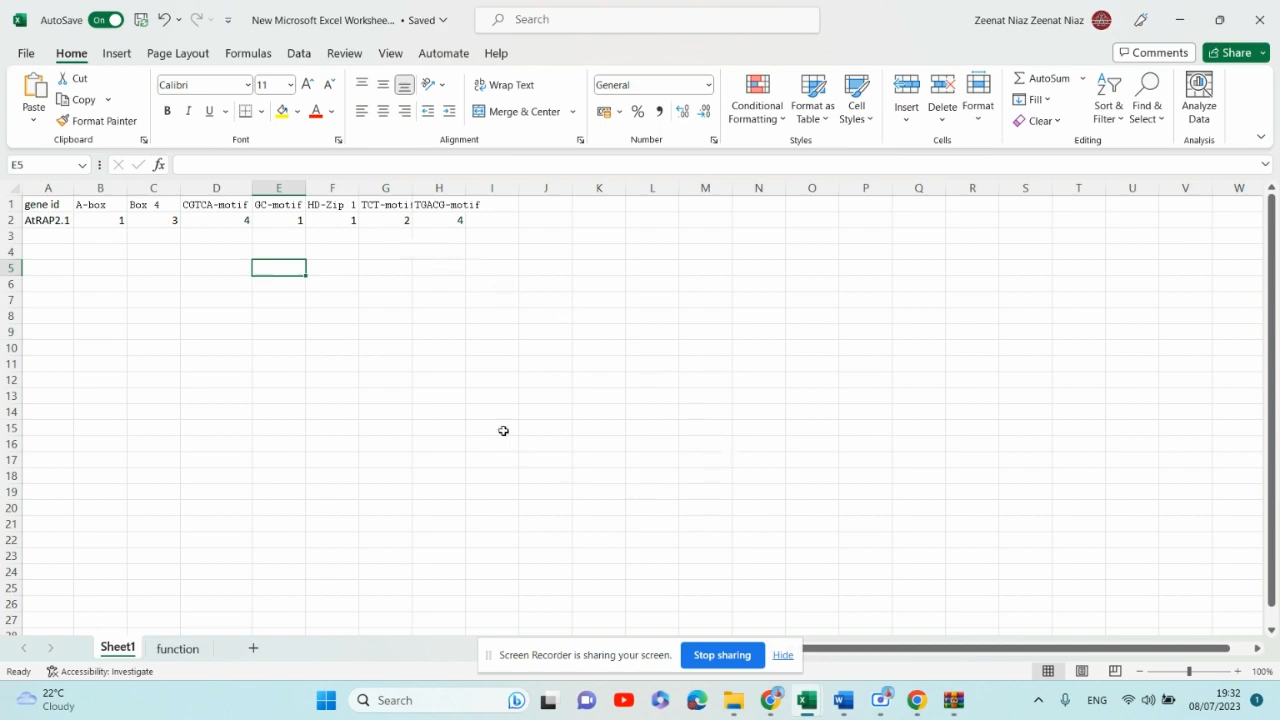 AutoSave On New Microsoft Excel Workshee... • Saved Search Zeenat Niaz Zeenat Niaz
File Home Insert Page Layout Formulas Data Review View Automate Help Comments Share
Paste Cut Copy Format Painter Clipboard
Calibri 11 B I U Font
Wrap Text Merge & Center Alignment
General % , Number
Conditional Formatting Format as Table Cell Styles Styles
Insert Delete Format Cells
AutoSum Fill Clear Sort & Filter Find & Select Editing
Analyze Data Analysis
E5 fx
A B C D E F G H I J K L M N O P Q R S T U V W
1 gene id A-box Box 4 CGTCA-motif GC-motif HD-Zip 1 TCT-moti TGACG-motif
2 AtRAP2.1 1 3 4 1 1 2 4
3
4
5
6
7
8
9
10
11
12
13
14
15
16
17
18
19
20
21
22
23
24
25
26
27
28
Sheet1 function +
Screen Recorder is sharing your screen. Stop sharing Hide
Ready Accessibility: Investigate 100%
22°C
Cloudy
Search
ENG
19:32
08/07/2023
1